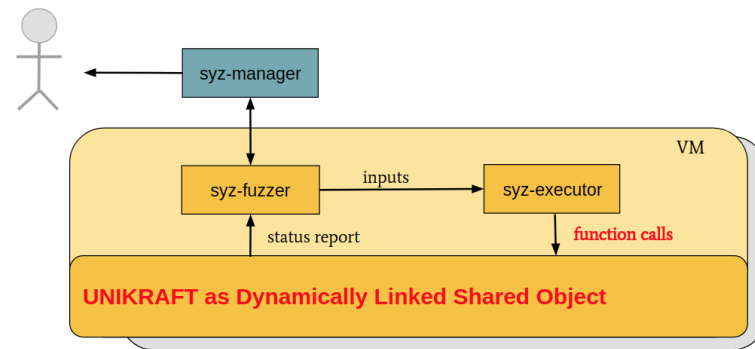 syz-manager
VM
syz-fuzzer
inputs
syz-executor
status report
function calls
UNIKRAFT as Dynamically Linked Shared Object